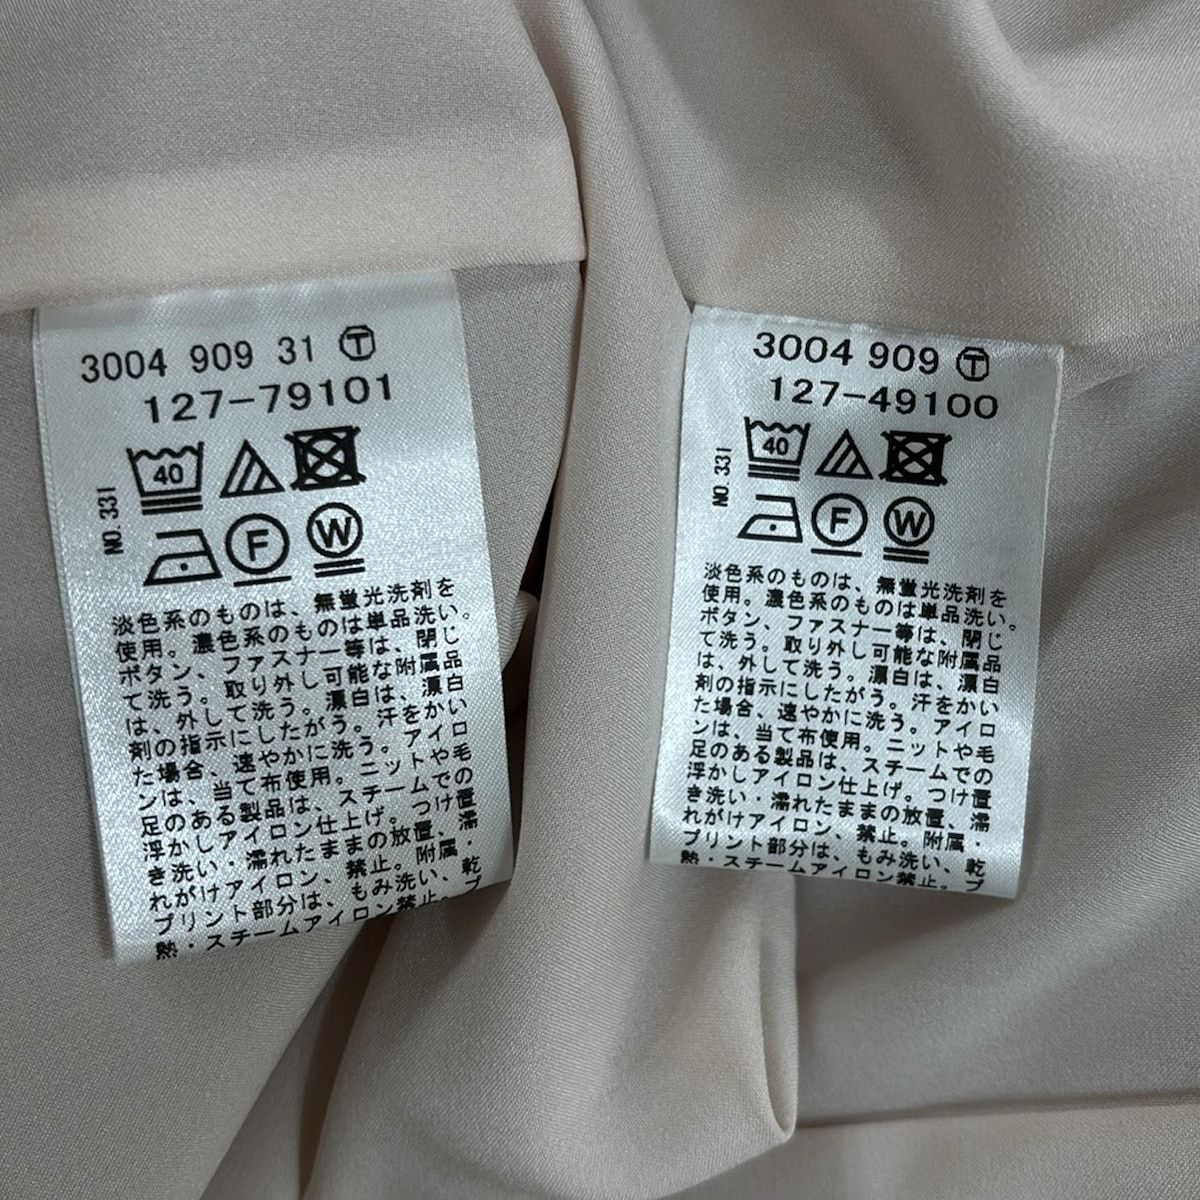 3004 909 31 Ⓣ
127-79101
40
NO. 331
F W
淡色系のものは、無蛍光洗剤を
使用。濃色系のものは単品洗い。
ボタン、ファスナー等は、閉じ
て洗う。取り外し可能な附属品
は、外して洗う。漂白は、漂白
剤の指示にしたがう。汗をかい
た場合、速やかに洗う。アイロ
ンは、当て布使用。ニットや毛
足のある製品は、スチームでの
浮かしアイロン仕上げ。つけ置
き洗い・濡れたままの放置、濡
れがけアイロン、禁止。附属・
プリント部分は、もみ洗い、乾
熱・スチームアイロン禁止。プ
3004 909 Ⓣ
127-49100
40
NO. 331
F W
淡色系のものは、無蛍光洗剤を
使用。濃色系のものは単品洗い。
ボタン、ファスナー等は、閉じ
て洗う。取り外し可能な附属品
は、外して洗う。漂白は、漂白
剤の指示にしたがう。汗をかい
た場合、速やかに洗う。アイロ
ンは、当て布使用。ニットや毛
足のある製品は、スチームでの
浮かしアイロン仕上げ。つけ置
き洗い・濡れたままの放置、濡
れがけアイロン、禁止。附属・
プリント部分は、もみ洗い、乾
熱・スチームアイロン禁止。プ